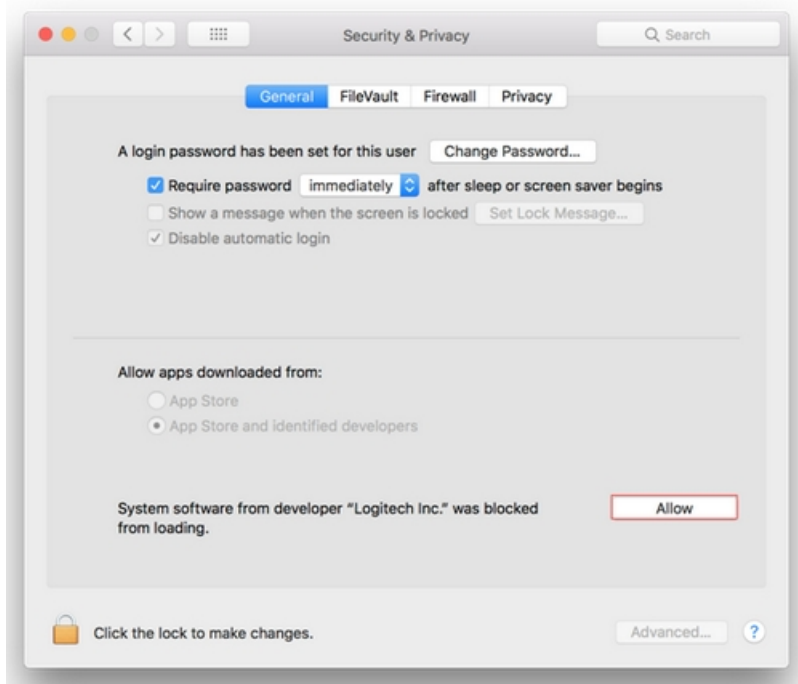 Security & Privacy
Search
General FileVault Firewall Privacy
A login password has been set for this user Change Password...
Require password immediately after sleep or screen saver begins
Show a message when the screen is locked Set Lock Message...
Disable automatic login
Allow apps downloaded from:
App Store
App Store and identified developers
System software from developer “Logitech Inc.” was blocked Allow
from loading.
Click the lock to make changes. Advanced... ?